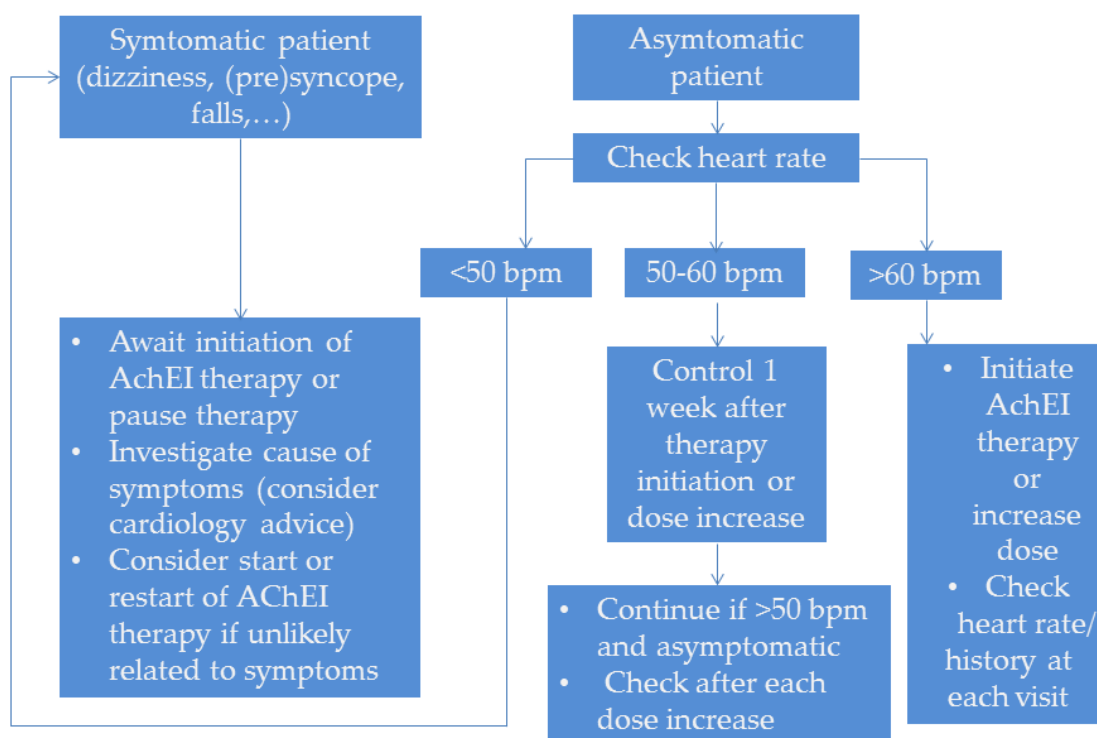 Symtomatic patient
(dizziness, (pre)syncope,
falls,…)
Asymtomatic
patient
Check heart rate
<50 bpm
50-60 bpm
>60 bpm
• Await initiation of
AchEI therapy or
pause therapy
• Investigate cause of
symptoms (consider
cardiology advice)
• Consider start or
restart of AChEI
therapy if unlikely
related to symptoms
Control 1
week after
therapy
initiation or
dose increase
• Continue if >50 bpm
and asymptomatic
• Check after each
dose increase
• Initiate
AchEI
therapy
or
increase
dose
• Check
heart rate/
history at
each visit